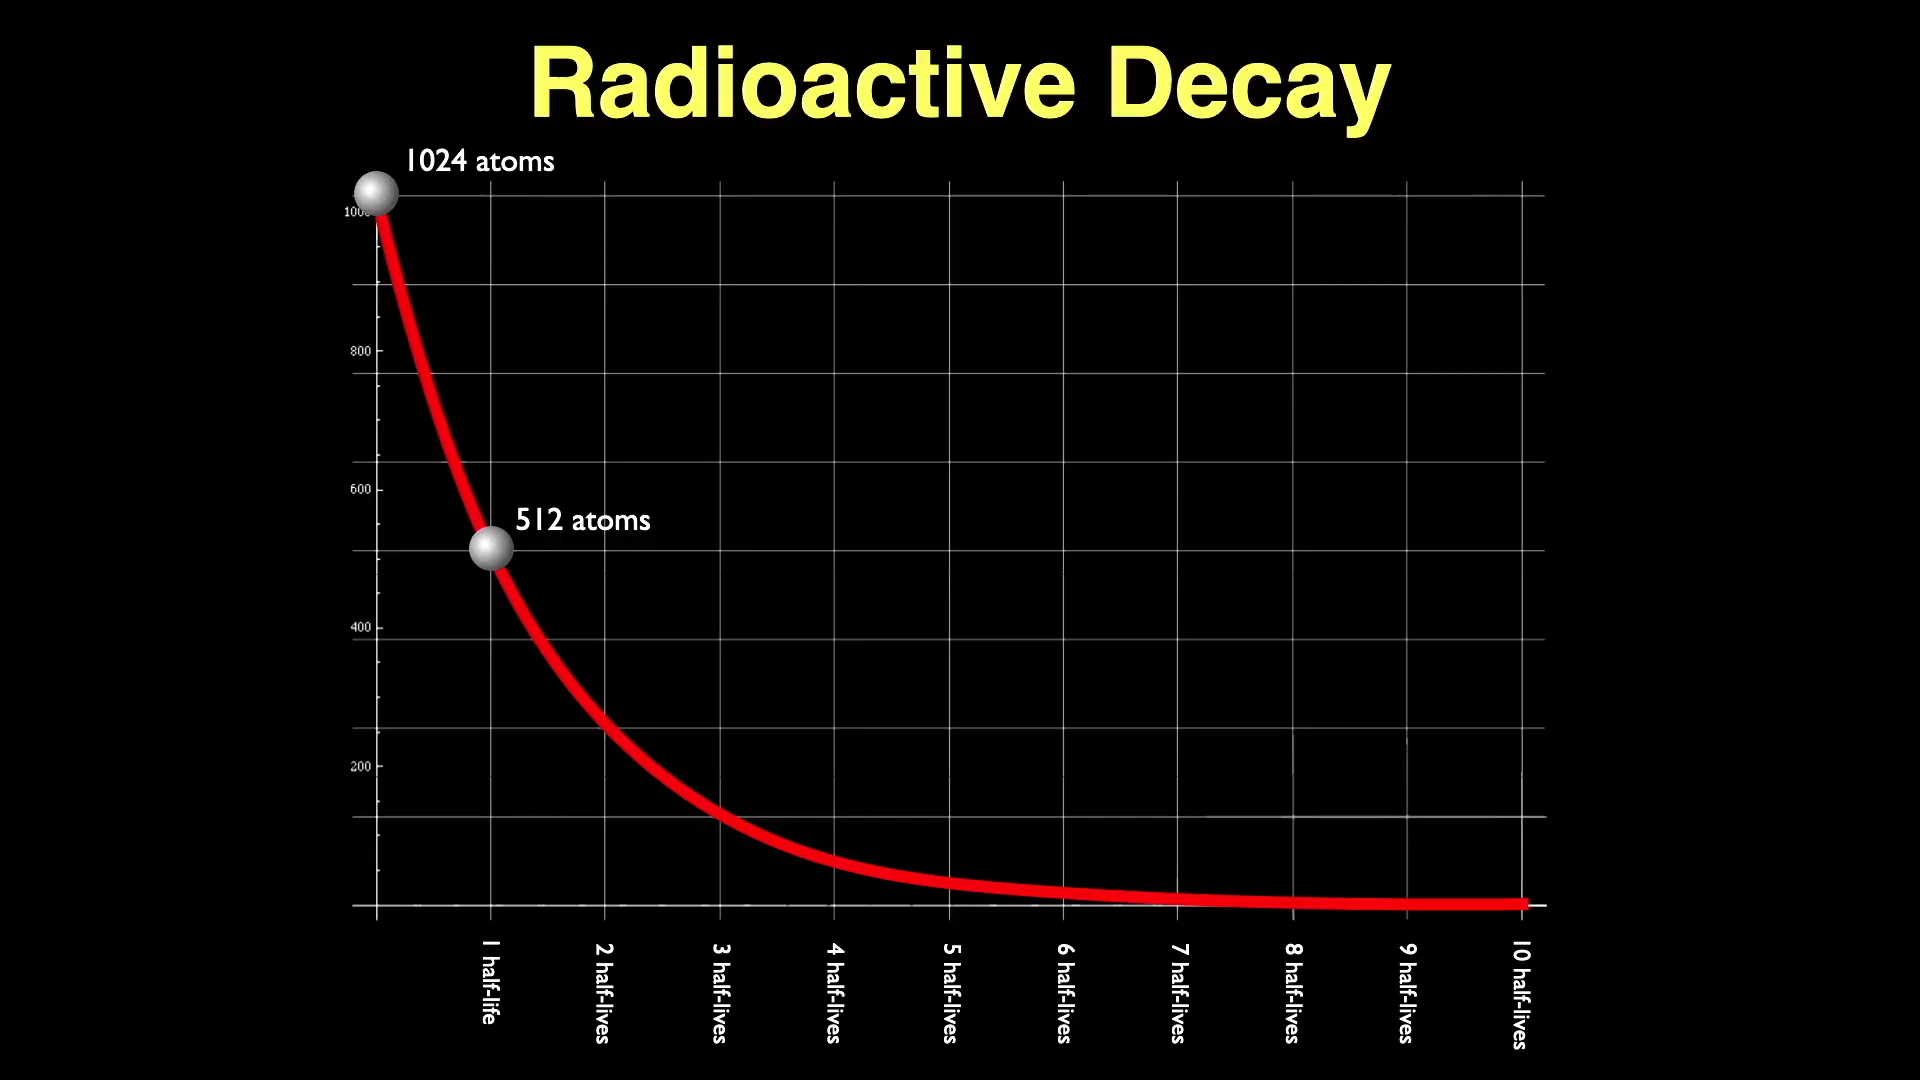 Radioactive Decay
1024 atoms
1000
800
600
512 atoms
400
200
1 half-life
2 half-lives
3 half-lives
4 half-lives
5 half-lives
6 half-lives
7 half-lives
8 half-lives
9 half-lives
10 half-lives